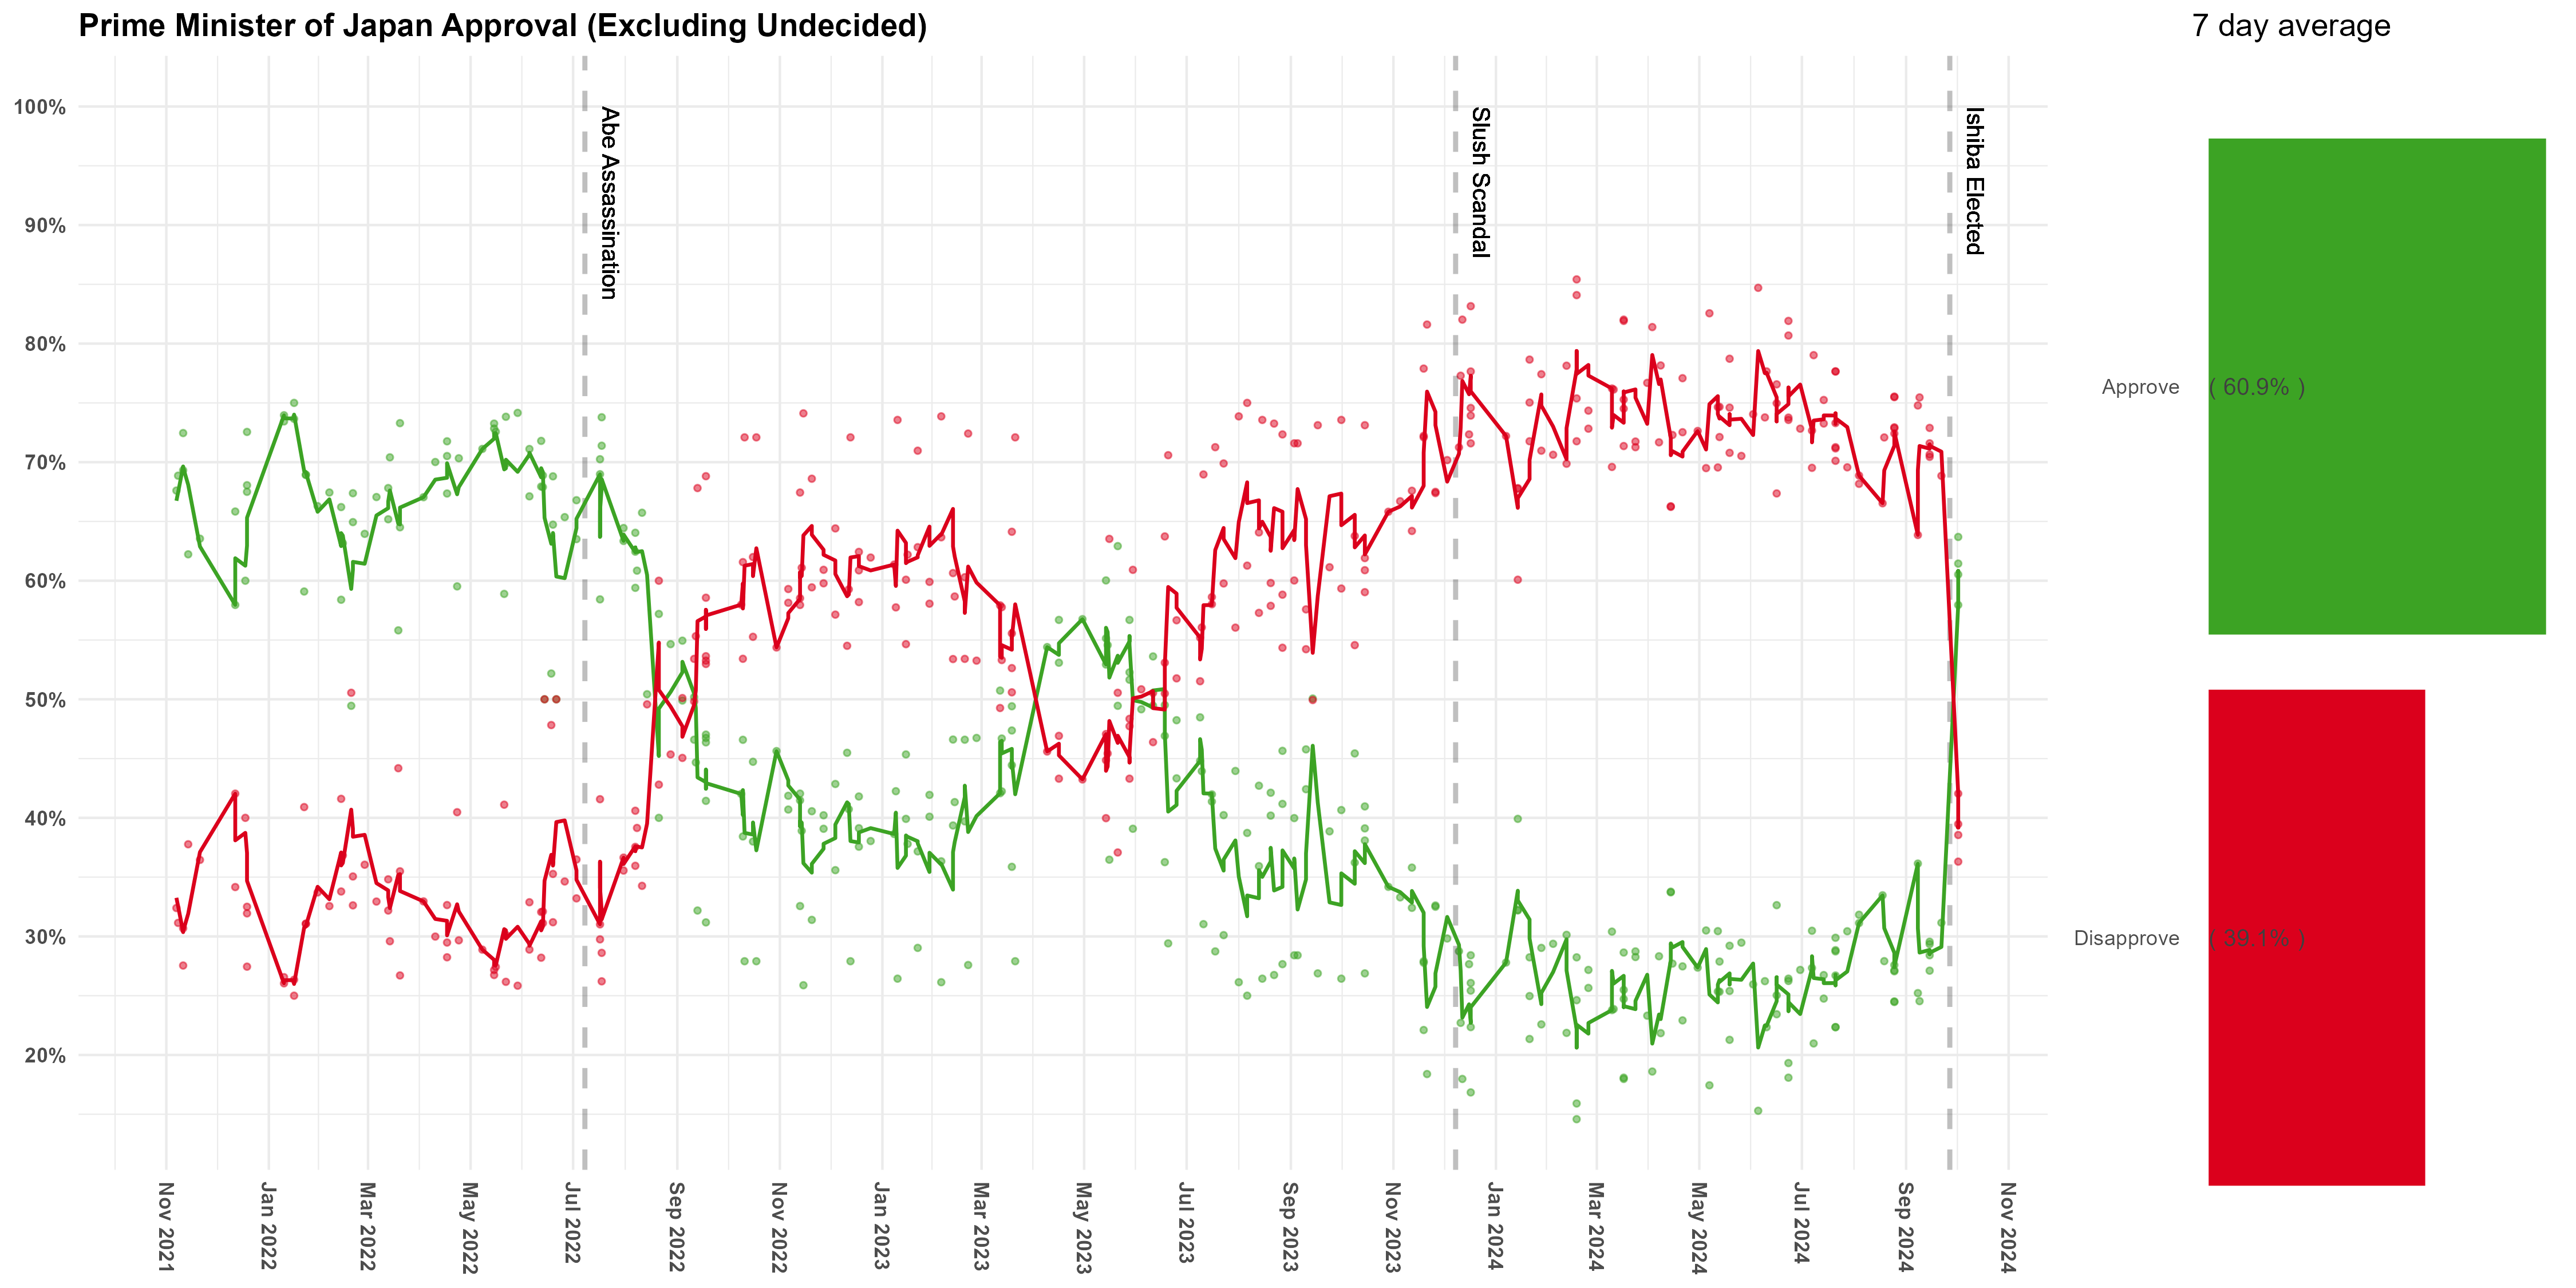 Prime Minister of Japan Approval (Excluding Undecided)
7 day average
100%
90%
80%
70%
60%
50%
40%
30%
20%
Abe Assassination
Slush Scandal
Ishiba Elected
Approve
( 60.9% )
Disapprove
( 39.1% )
Nov 2021
Jan 2022
Mar 2022
May 2022
Jul 2022
Sep 2022
Nov 2022
Jan 2023
Mar 2023
May 2023
Jul 2023
Sep 2023
Nov 2023
Jan 2024
Mar 2024
May 2024
Jul 2024
Sep 2024
Nov 2024